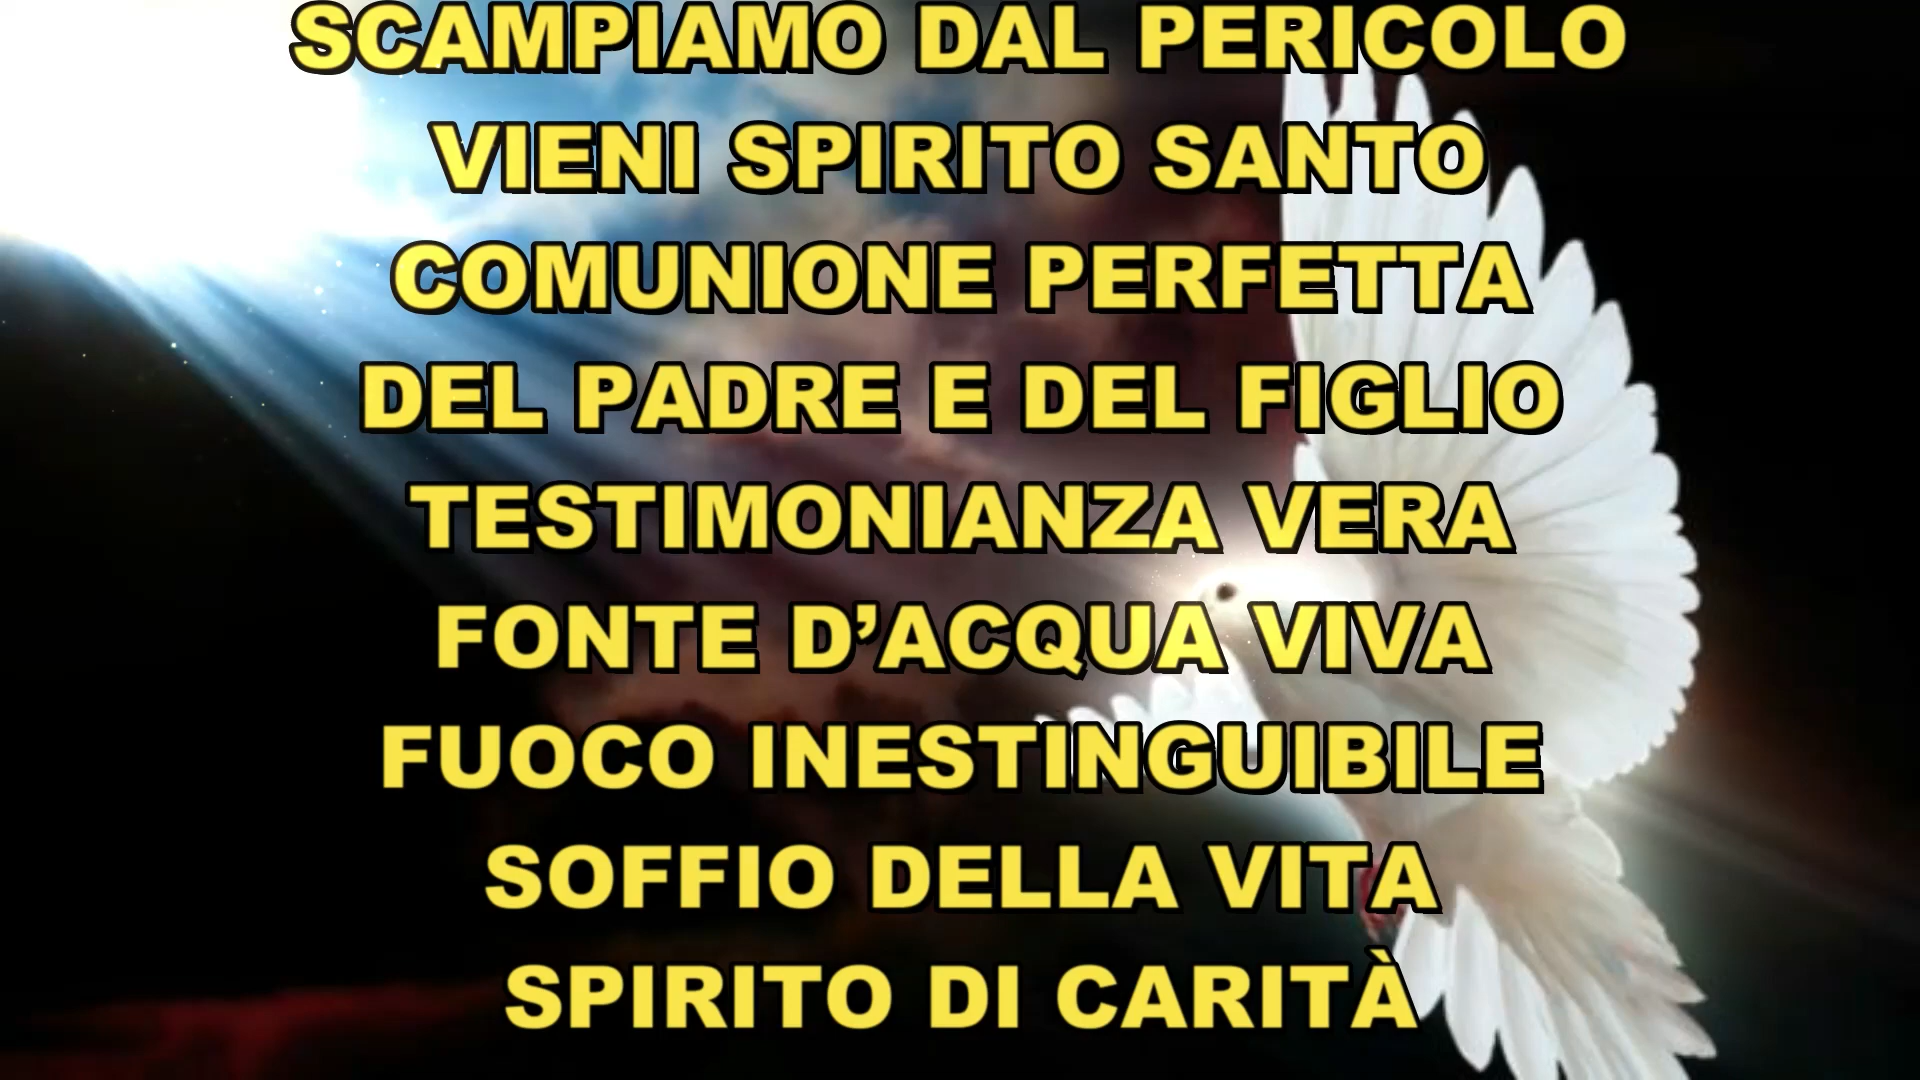 SCAMPIAMO DAL PERICOLO
VIENI SPIRITO SANTO
COMUNIONE PERFETTA
DEL PADRE E DEL FIGLIO
TESTIMONIANZA VERA
FONTE D’ACQUA VIVA
FUOCO INESTINGUIBILE
SOFFIO DELLA VITA
SPIRITO DI CARITÀ